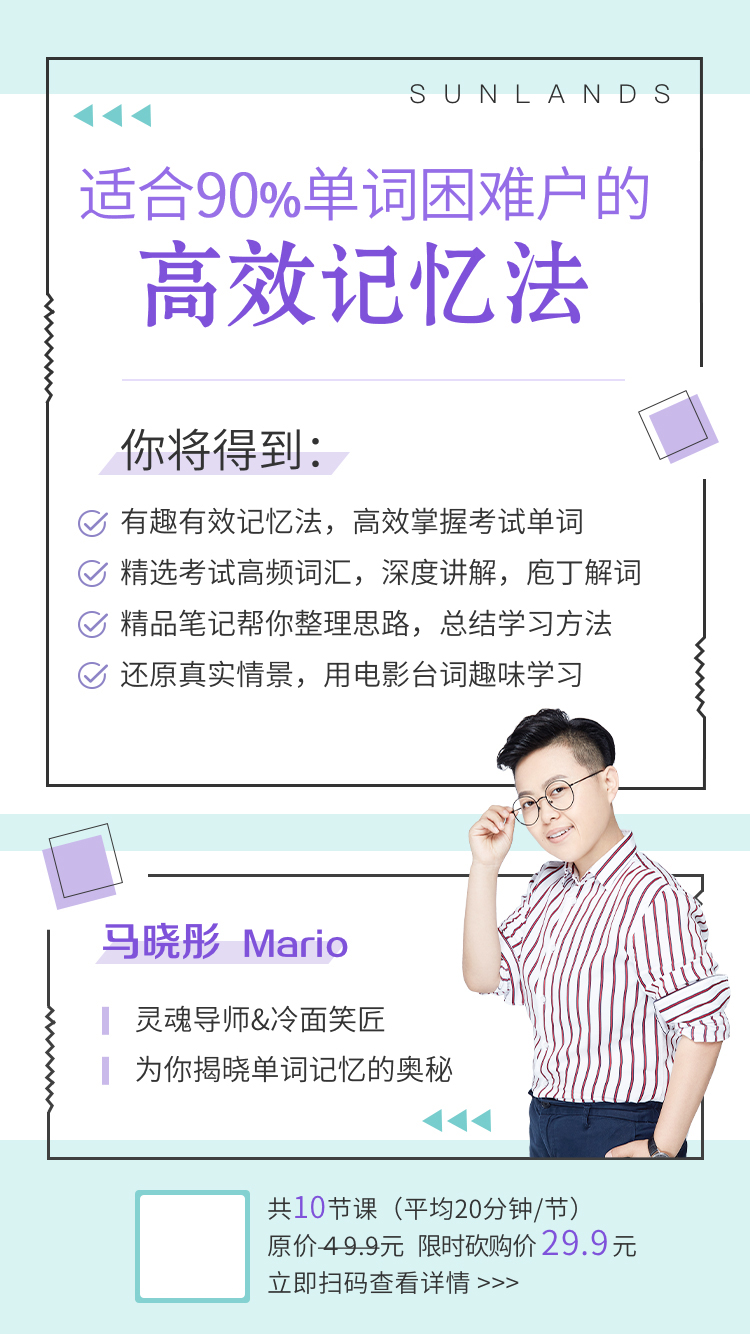 SUNLANDS
适合90%单词困难户的
高效记忆法
你将得到：
有趣有效记忆法，高效掌握考试单词
精选考试高频词汇，深度讲解，庖丁解词
精品笔记帮你整理思路，总结学习方法
还原真实情景，用电影台词趣味学习
马晓彤 Mario
灵魂导师&冷面笑匠
为你揭晓单词记忆的奥秘
共10节课（平均20分钟/节）
原价49.9元 限时砍购价29.9元
立即扫码查看详情 >>>